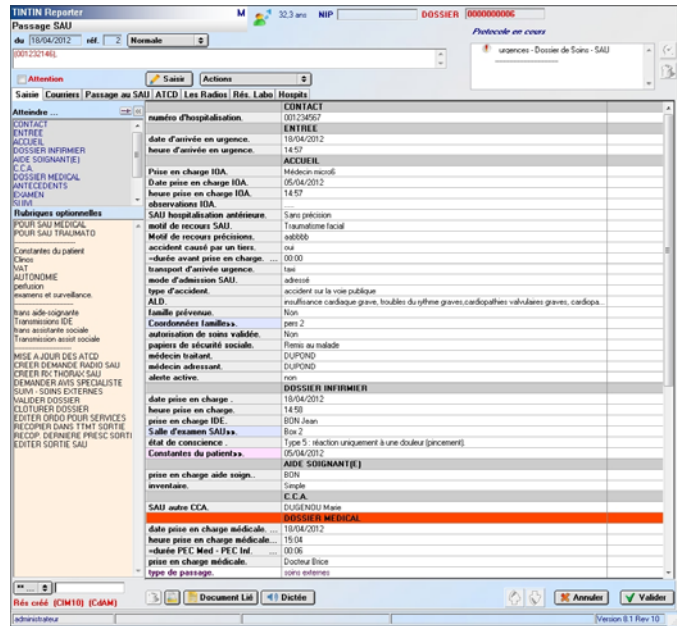 TINTIN Reporter
M 32,3 ans NIP DOSSIER 0000000006
Passage SAU
Protocole en cours
du 18/04/2012 réf. 2 Normale
(001232146),
urgences - Dossier de Soins - SAU
Attention Saisir Actions
Saisie Courriers Passage au SAU ATCD Les Radios Rés. Labo Hospits
Atteindre ...
CONTACT
ENTREE
ACCUEIL
DOSSIER INFIRMIER
AIDE SOIGNANT(E)
C.C.A.
DOSSIER MEDICAL
ANTECEDENTS
EXAMEN
SUIVI
Rubriques optionnelles
POUR SAU MEDICAL
POUR SAU TRAUMATO
Constantes du patient
Clinos
VAT
AUTONOMIE
perfusion
examens et surveillance.
trans aide-soignante
Transmissions IDE
trans assistante sociale
Transmission assist sociale
MISE A JOUR DES ATCD
CREER DEMANDE RADIO SAU
CREER RX THORAX SAU
DEMANDER AVIS SPECIALISTE
SUIVI - SOINS EXTERNES
VALIDER DOSSIER
CLOTURER DOSSIER
EDITER ORDO POUR SERVICES
RECOPIER DANS TTMT SORTIE
RECOP. DERNIERE PRESC SORTI
EDITER SORTIE SAU
CONTACT
numéro d'hospitalisation. 001234567
ENTREE
date d'arrivée en urgence. 18/04/2012
heure d'arrivée en urgence. 14:57
ACCUEIL
Prise en charge IOA. Médecin micro6
Date prise en charge IOA. 05/04/2012
heure prise en charge IOA. 14:57
observations IOA. ....
SAU hospitalisation antérieure. Sans précision
motif de recours SAU. Traumatisme facial
Motif de recours précisions. aabbbb
accident causé par un tiers. oui
=durée avant prise en charge. ... 00:00
transport d'arrivée urgence. taxi
mode d'admission SAU. adressé
type d'accident. accident sur la voie publique
ALD. insuffisance cardiaque grave, troubles du rythme graves,cardiopathies valvulaires graves, cardiopa...
famille prévenue. Non
Coordonnées famille»». pers 2
autorisation de soins validée. Non
papiers de sécurité sociale. Remis au malade
médecin traitant. DUPOND
médecin adressant. DUPOND
alerte active. non
DOSSIER INFIRMIER
date prise en charge . 18/04/2012
heure prise en charge. 14:58
prise en charge IDE. BON Jean
Salle d'examen SAU»». Box 2
état de conscience . Type 5 : réaction uniquement à une douleur (pincement).
Constantes du patient»». 05/04/2012
AIDE SOIGNANT(E)
prise en charge aide soign.. BON
inventaire. Simple
C.C.A.
SAU autre CCA. DUGENOU Marie
DOSSIER MEDICAL
date prise en charge médicale. ... 18/04/2012
heure prise en charge médicale... 15:04
=durée PEC Med - PEC Inf. ... 00:06
prise en charge médicale. Docteur Brice
type de passage. soins externes
** ...
Rés créé (CIM10) (CdAM)
Document Lié Dictée Annuler Valider
administrateur Version 8.1 Rev 10